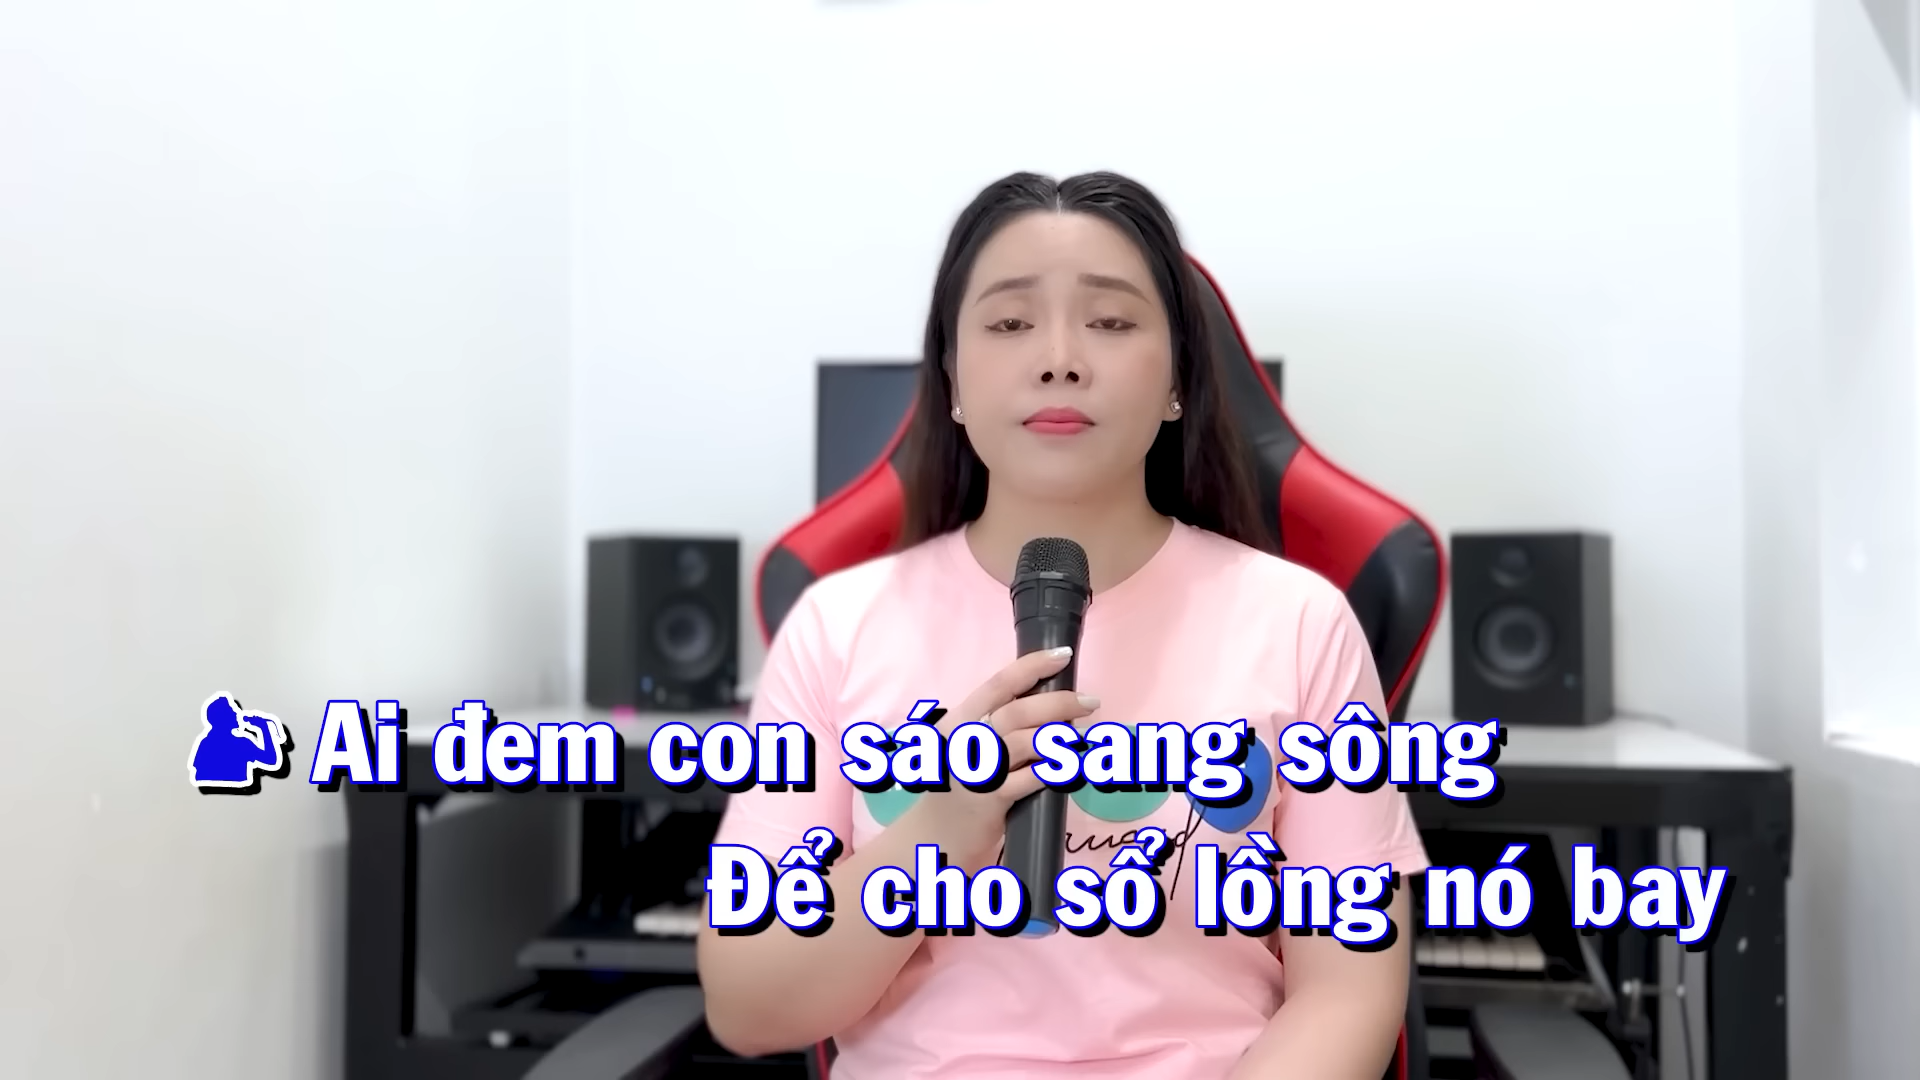 Ai đem con sáo sang sông
Để cho sổ lồng nó bay